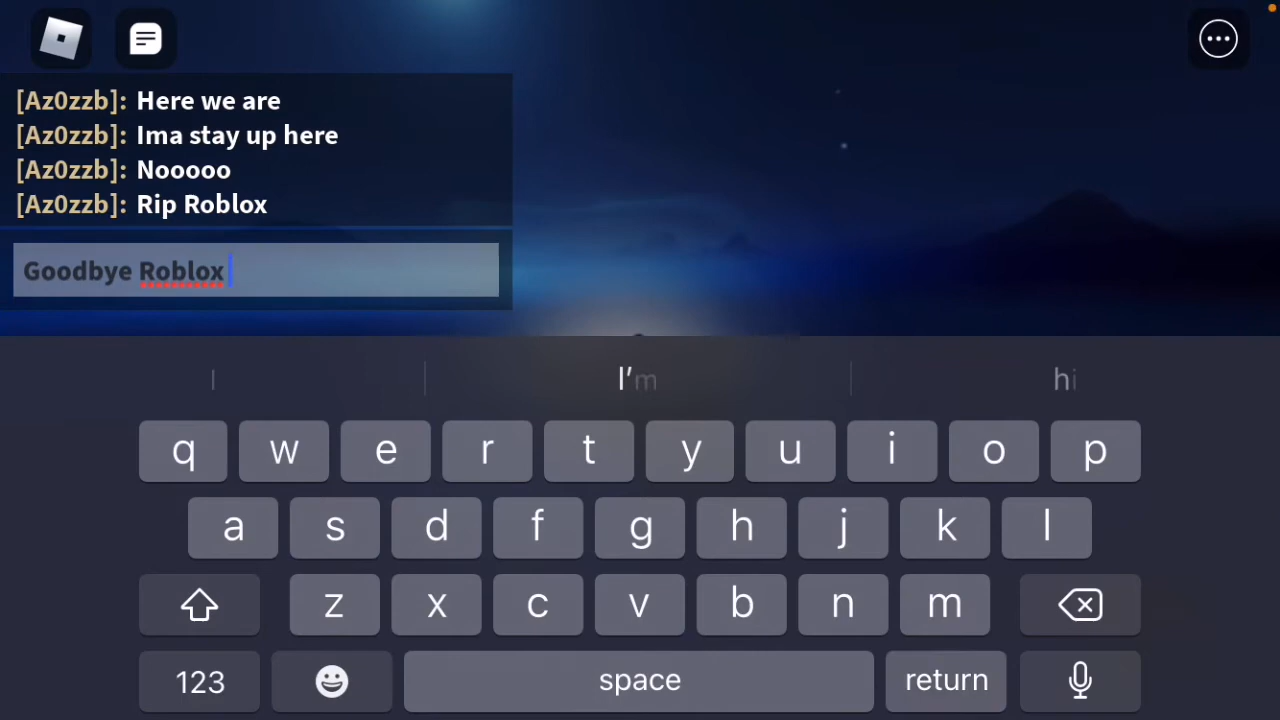 [Az0zzb]: Here we are
[Az0zzb]: Ima stay up here
[Az0zzb]: Nooooo
[Az0zzb]: Rip Roblox
Goodbye Roblox
I I'm hi
q w e r t y u i o p
a s d f g h j k l
z x c v b n m
123 space return